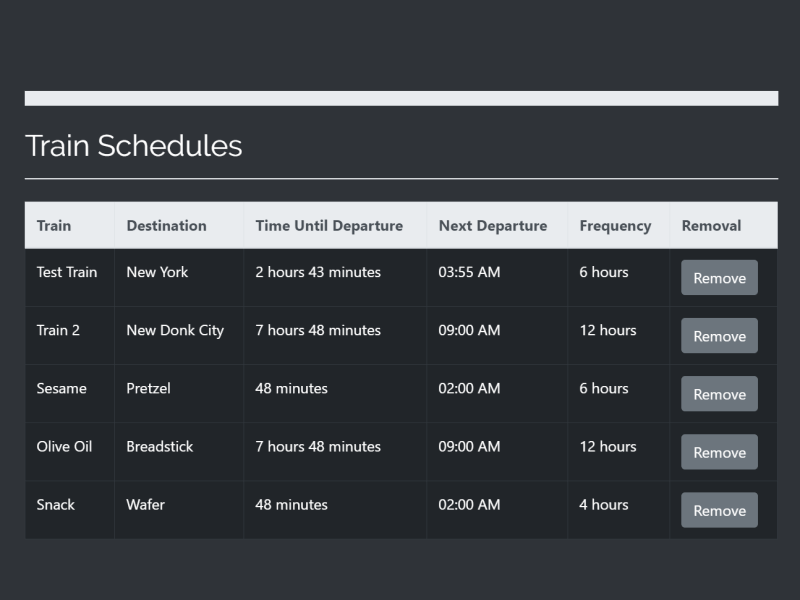 Train Schedules
Train Destination Time Until Departure Next Departure Frequency Removal
Test Train New York 2 hours 43 minutes 03:55 AM 6 hours Remove
Train 2 New Donk City 7 hours 48 minutes 09:00 AM 12 hours Remove
Sesame Pretzel 48 minutes 02:00 AM 6 hours Remove
Olive Oil Breadstick 7 hours 48 minutes 09:00 AM 12 hours Remove
Snack Wafer 48 minutes 02:00 AM 4 hours Remove